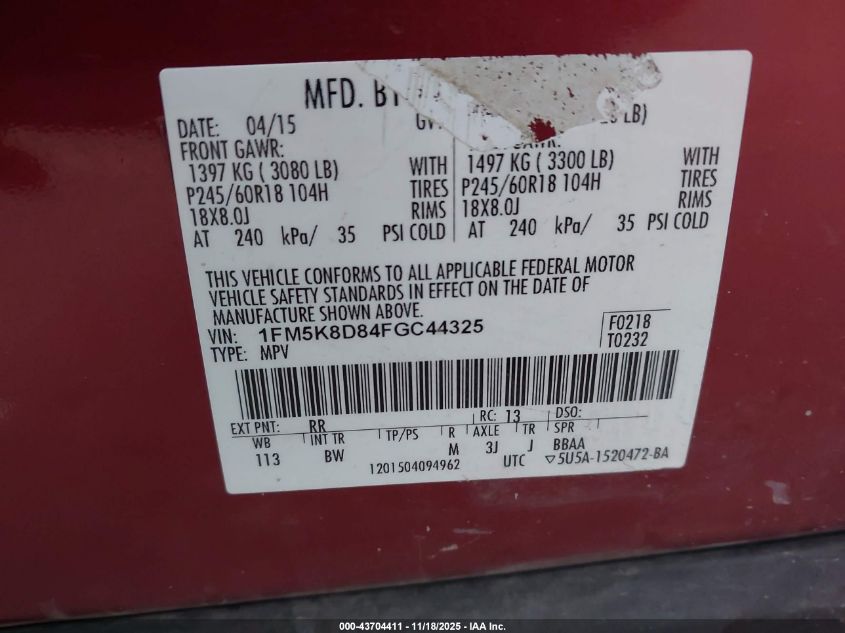 MFD. BY
DATE: 04/15 GV LB)
FRONT GAWR:
1397 KG ( 3080 LB) WITH 1497 KG ( 3300 LB) WITH
P245/60R18 104H TIRES P245/60R18 104H TIRES
18X8.0J RIMS 18X8.0J RIMS
AT 240 kPa/ 35 PSI COLD AT 240 kPa/ 35 PSI COLD
THIS VEHICLE CONFORMS TO ALL APPLICABLE FEDERAL MOTOR
VEHICLE SAFETY STANDARDS IN EFFECT ON THE DATE OF
MANUFACTURE SHOWN ABOVE.
VIN: 1FM5K8D84FGC44325 F0218
TYPE: MPV T0232
EXT PNT: RR RC: 13 DSO:
WB INT TR TP/PS R AXLE TR SPR
113 BW M 3J J BBAA
1201504094962 UTC ▽5U5A-1520472-BA
000-43704411 - 11/18/2025 - IAA Inc.